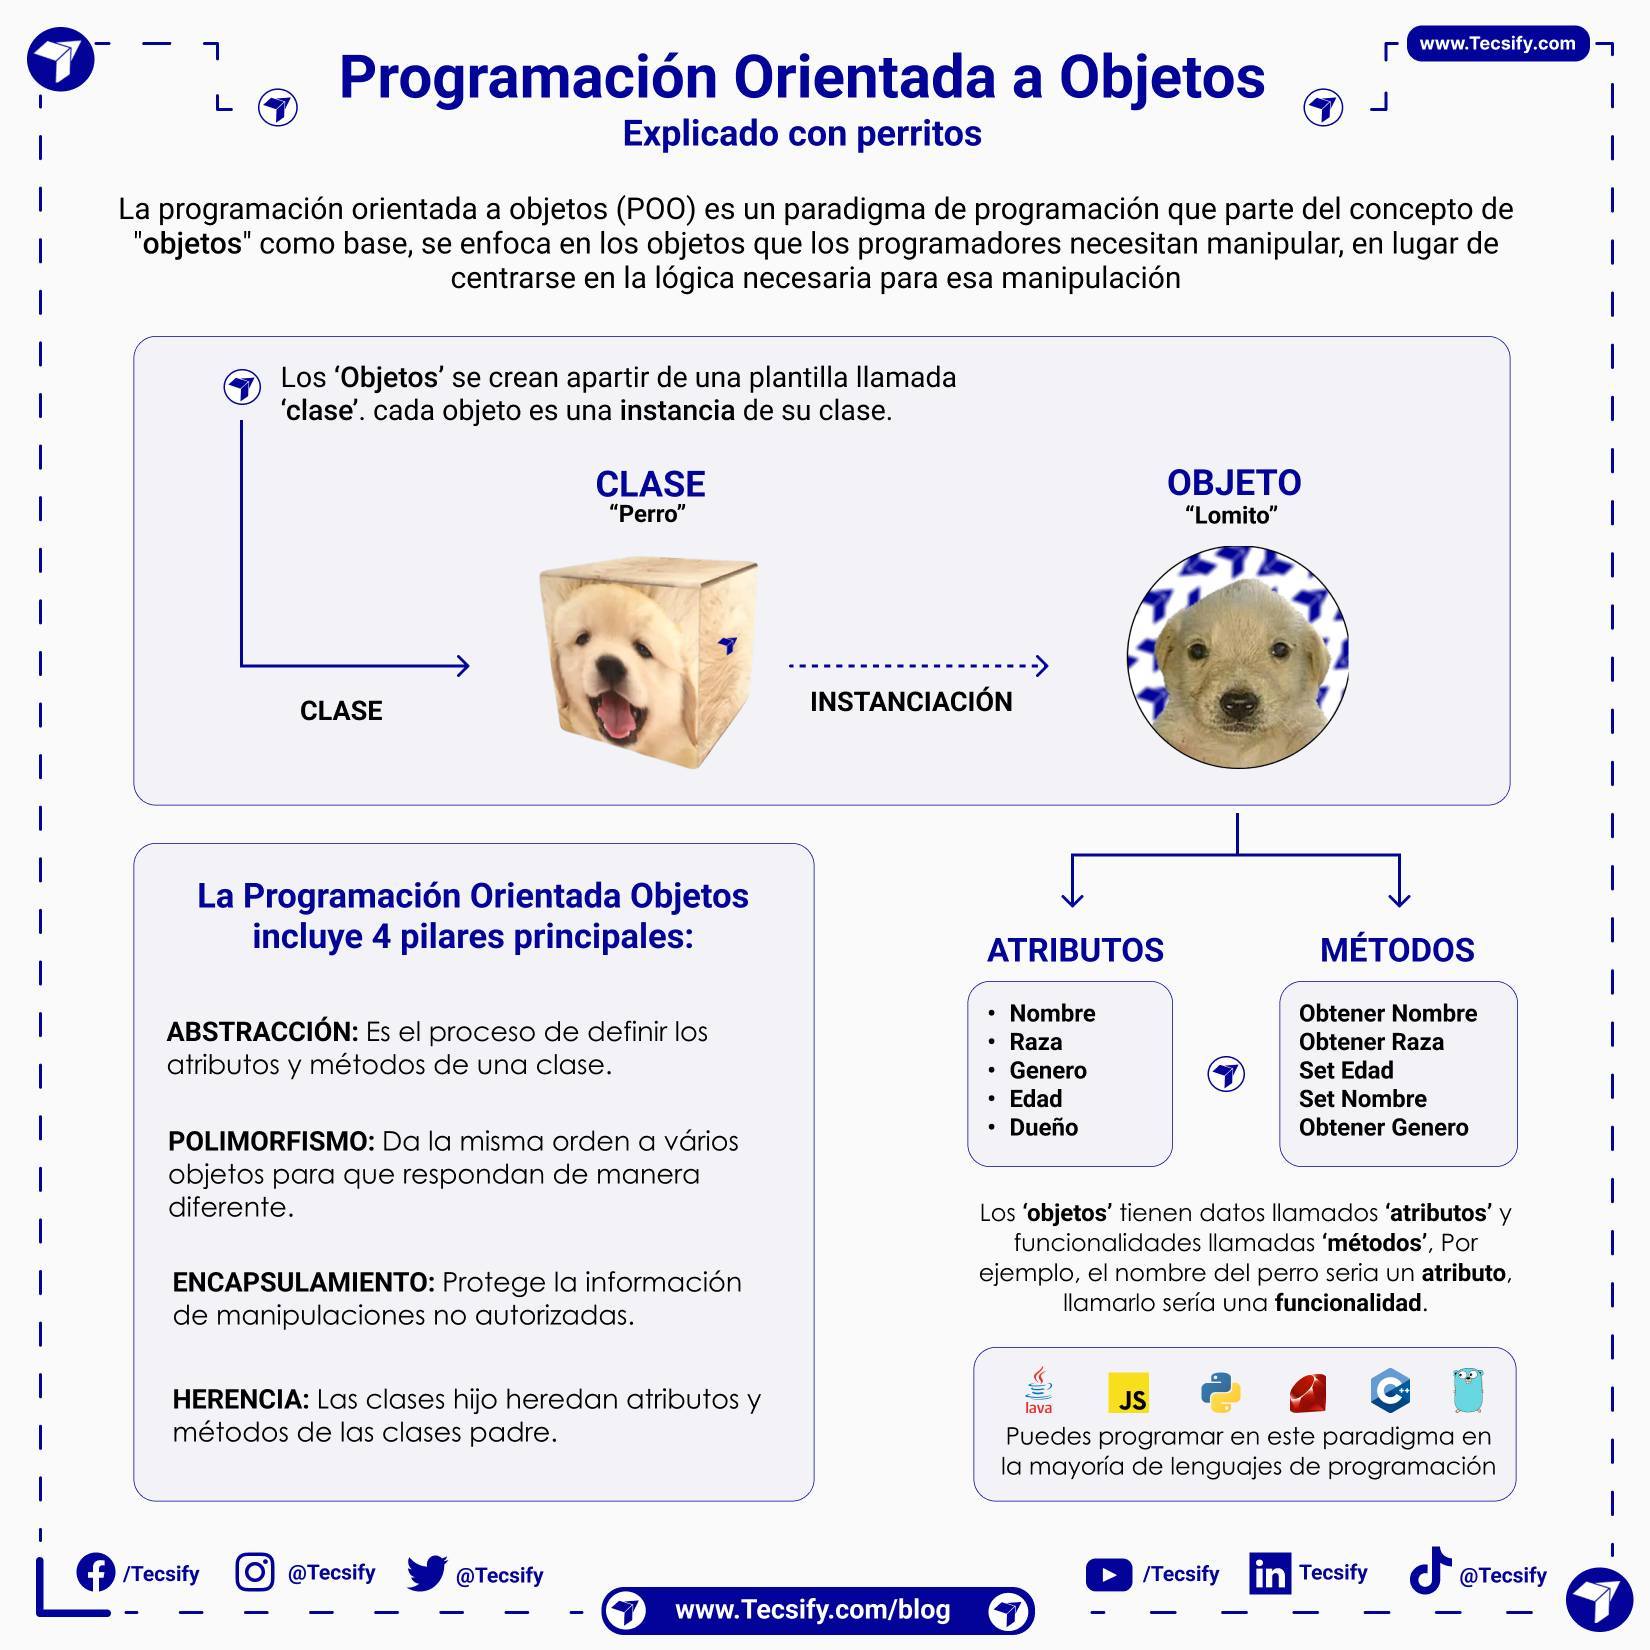 www.Tecsify.com
Programación Orientada a Objetos
Explicado con perritos
La programación orientada a objetos (POO) es un paradigma de programación que parte del concepto de
"objetos" como base, se enfoca en los objetos que los programadores necesitan manipular, en lugar de
centrarse en la lógica necesaria para esa manipulación
Los ‘Objetos’ se crean apartir de una plantilla llamada
‘clase’. cada objeto es una instancia de su clase.
CLASE
“Perro”
OBJETO
“Lomito”
CLASE
INSTANCIACIÓN
La Programación Orientada Objetos
incluye 4 pilares principales:
ABSTRACCIÓN: Es el proceso de definir los
atributos y métodos de una clase.
POLIMORFISMO: Da la misma orden a vários
objetos para que respondan de manera
diferente.
ENCAPSULAMIENTO: Protege la información
de manipulaciones no autorizadas.
HERENCIA: Las clases hijo heredan atributos y
métodos de las clases padre.
ATRIBUTOS
• Nombre
• Raza
• Genero
• Edad
• Dueño
MÉTODOS
Obtener Nombre
Obtener Raza
Set Edad
Set Nombre
Obtener Genero
Los ‘objetos’ tienen datos llamados ‘atributos’ y
funcionalidades llamadas ‘métodos’, Por
ejemplo, el nombre del perro seria un atributo,
llamarlo sería una funcionalidad.
Java
JS
C++
Puedes programar en este paradigma en
la mayoría de lenguajes de programación
/Tecsify
@Tecsify
@Tecsify
www.Tecsify.com/blog
/Tecsify
in Tecsify
@Tecsify